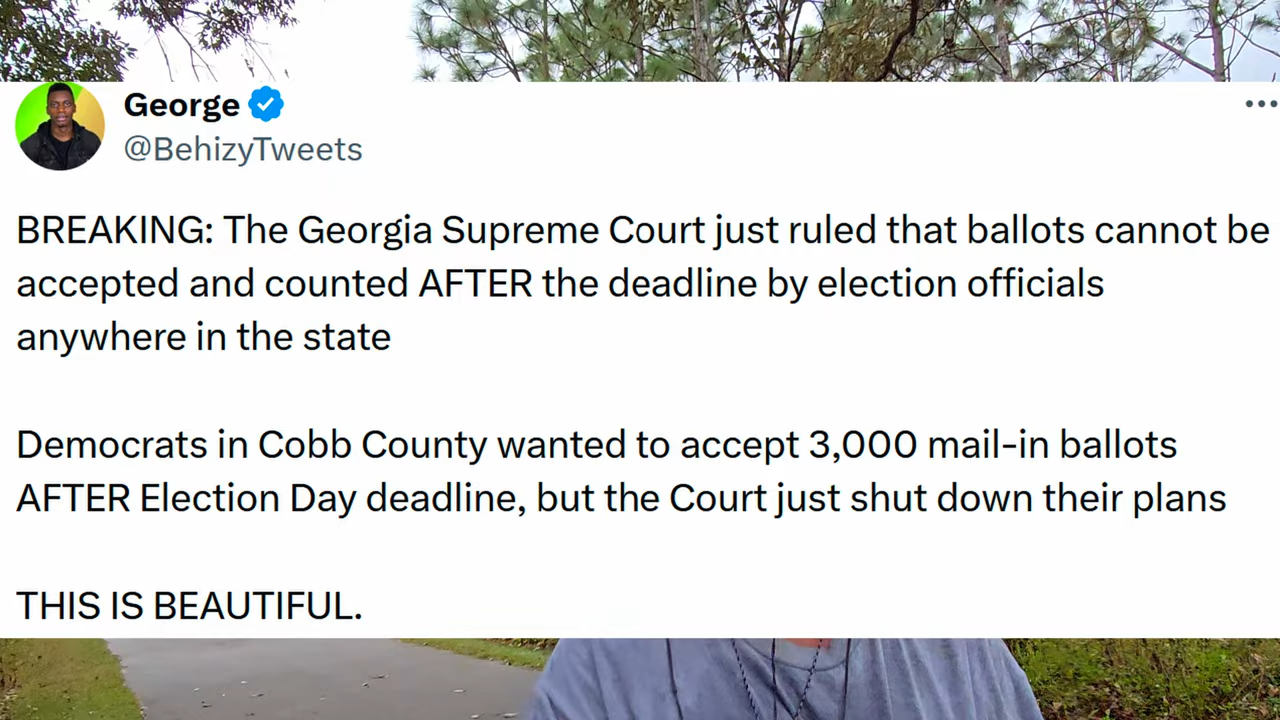 George
@BehizyTweets
BREAKING: The Georgia Supreme Court just ruled that ballots cannot be
accepted and counted AFTER the deadline by election officials
anywhere in the state
Democrats in Cobb County wanted to accept 3,000 mail-in ballots
AFTER Election Day deadline, but the Court just shut down their plans
THIS IS BEAUTIFUL.